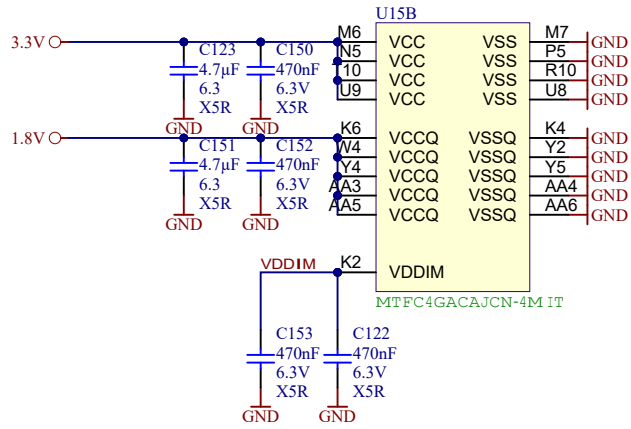 U15B
3.3V
C123
4.7µF
6.3
X5R
GND
C150
470nF
6.3V
X5R
GND
M6 VCC VSS M7 GND
N5 VCC VSS P5 GND
T10 VCC VSS R10 GND
U9 VCC VSS U8 GND
1.8V
C151
4.7µF
6.3
X5R
GND
C152
470nF
6.3V
X5R
GND
K6 VCCQ VSSQ K4 GND
W4 VCCQ VSSQ Y2 GND
Y4 VCCQ VSSQ Y5 GND
AA3 VCCQ VSSQ AA4 GND
AA5 VCCQ VSSQ AA6 GND
VDDIM K2 VDDIM
MTFC4GACAJCN-4M IT
C153
470nF
6.3V
X5R
GND
C122
470nF
6.3V
X5R
GND